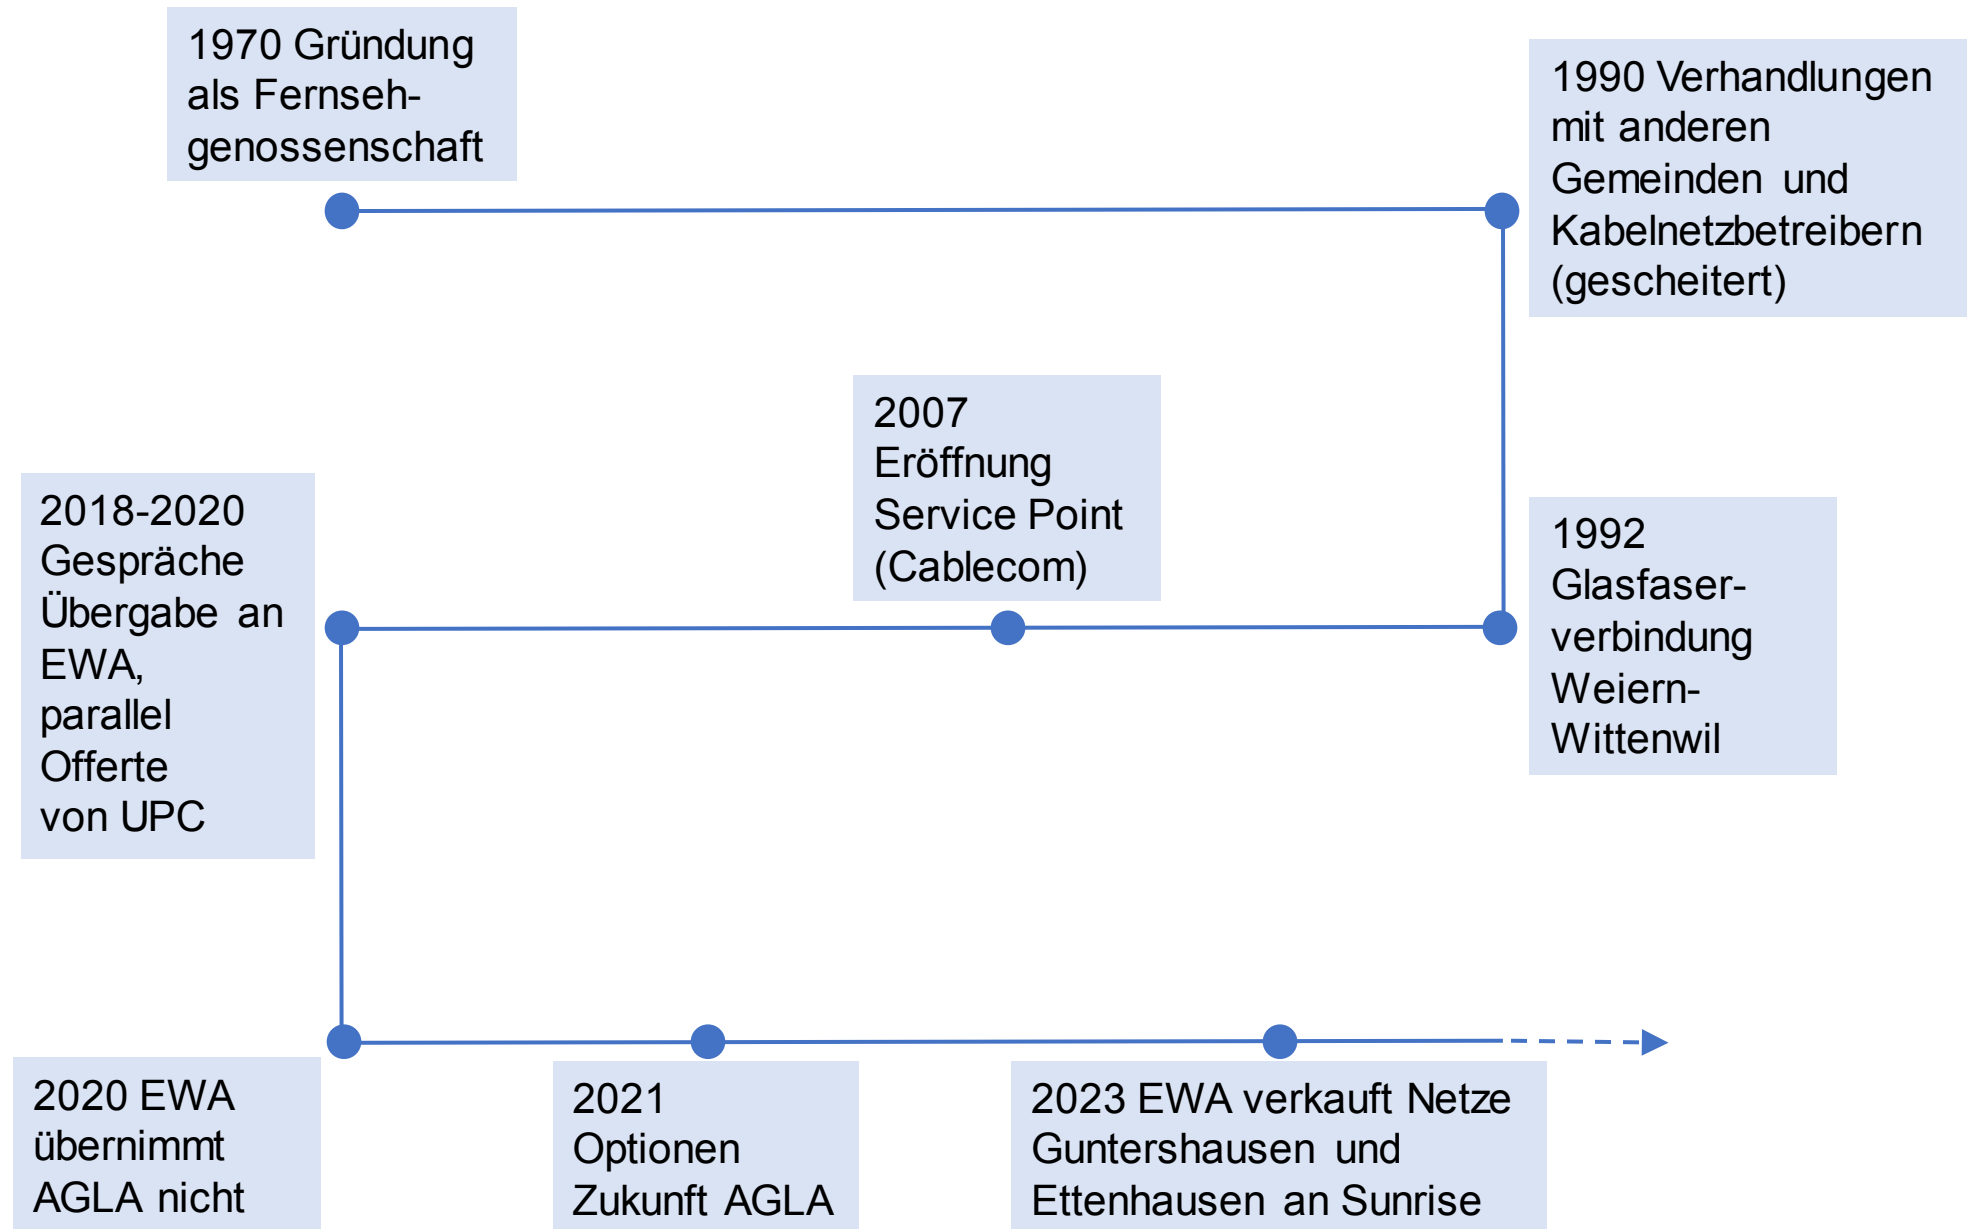 1970 Gründung
als Fernseh-
genossenschaft
1990 Verhandlungen
mit anderen
Gemeinden und
Kabelnetzbetreibern
(gescheitert)
1992
Glasfaser-
verbindung
Weiern-
Wittenwil
2007
Eröffnung
Service Point
(Cablecom)
2018-2020
Gespräche
Übergabe an
EWA,
parallel
Offerte
von UPC
2020 EWA
übernimmt
AGLA nicht
2021
Optionen
Zukunft AGLA
2023 EWA verkauft Netze
Guntershausen und
Ettenhausen an Sunrise